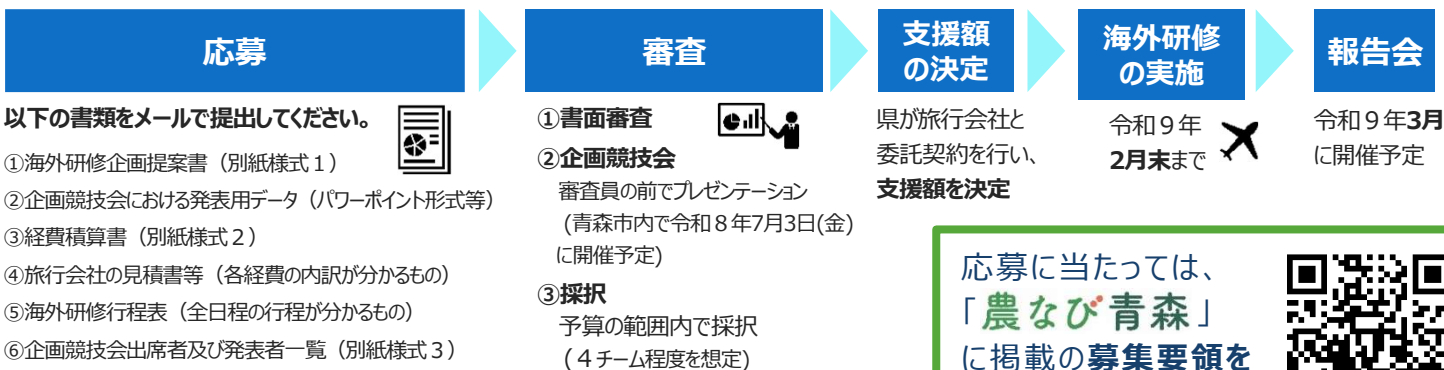 応募
以下の書類をメールで提出してください。
①海外研修企画提案書（別紙様式１）
②企画競技会における発表用データ（パワーポイント形式等）
③経費積算書（別紙様式２）
④旅行会社の見積書等（各経費の内訳が分かるもの）
⑤海外研修行程表（全日程の行程が分かるもの）
⑥企画競技会出席者及び発表者一覧（別紙様式３）
審査
①書面審査
②企画競技会
審査員の前でプレゼンテーション
(青森市内で令和８年7月3日(金)
に開催予定)
③採択
予算の範囲内で採択
(４チーム程度を想定)
支援額
の決定
県が旅行会社と
委託契約を行い、
支援額を決定
海外研修
の実施
令和９年
2月末まで
報告会
令和９年3月
に開催予定
応募に当たっては、
「農なび青森」
に掲載の募集要領を